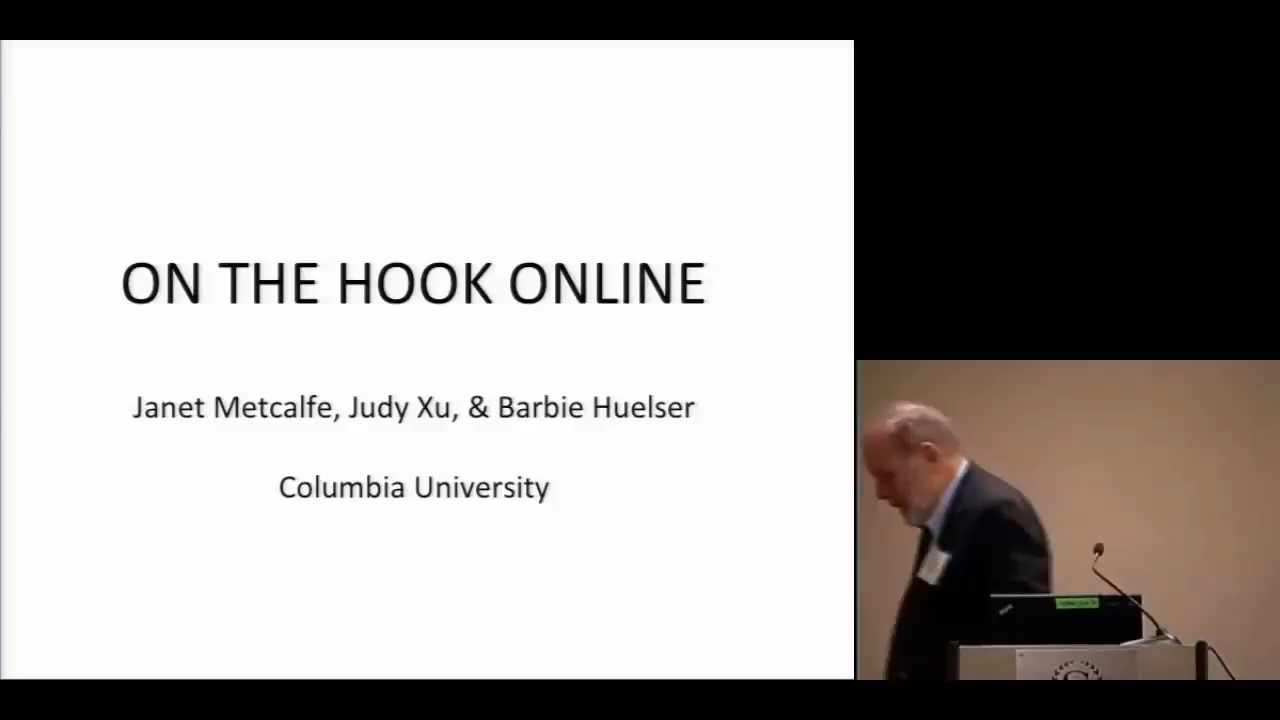 ON THE HOOK ONLINE
Janet Metcalfe, Judy Xu, & Barbie Huelser
Columbia University